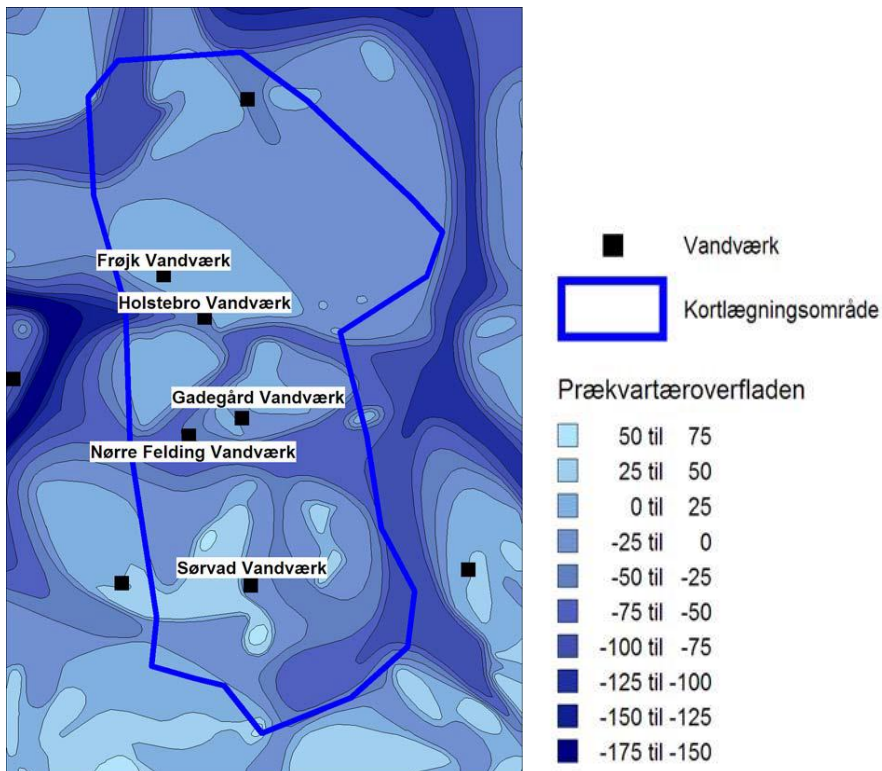 Frøjk Vandværk
Holstebro Vandværk
Gadegård Vandværk
Nørre Felding Vandværk
Sørvad Vandværk
Vandværk
Kortlægningsområde
Prækvartæroverfladen
50 til 75
25 til 50
0 til 25
-25 til 0
-50 til -25
-75 til -50
-100 til -75
-125 til -100
-150 til -125
-175 til -150